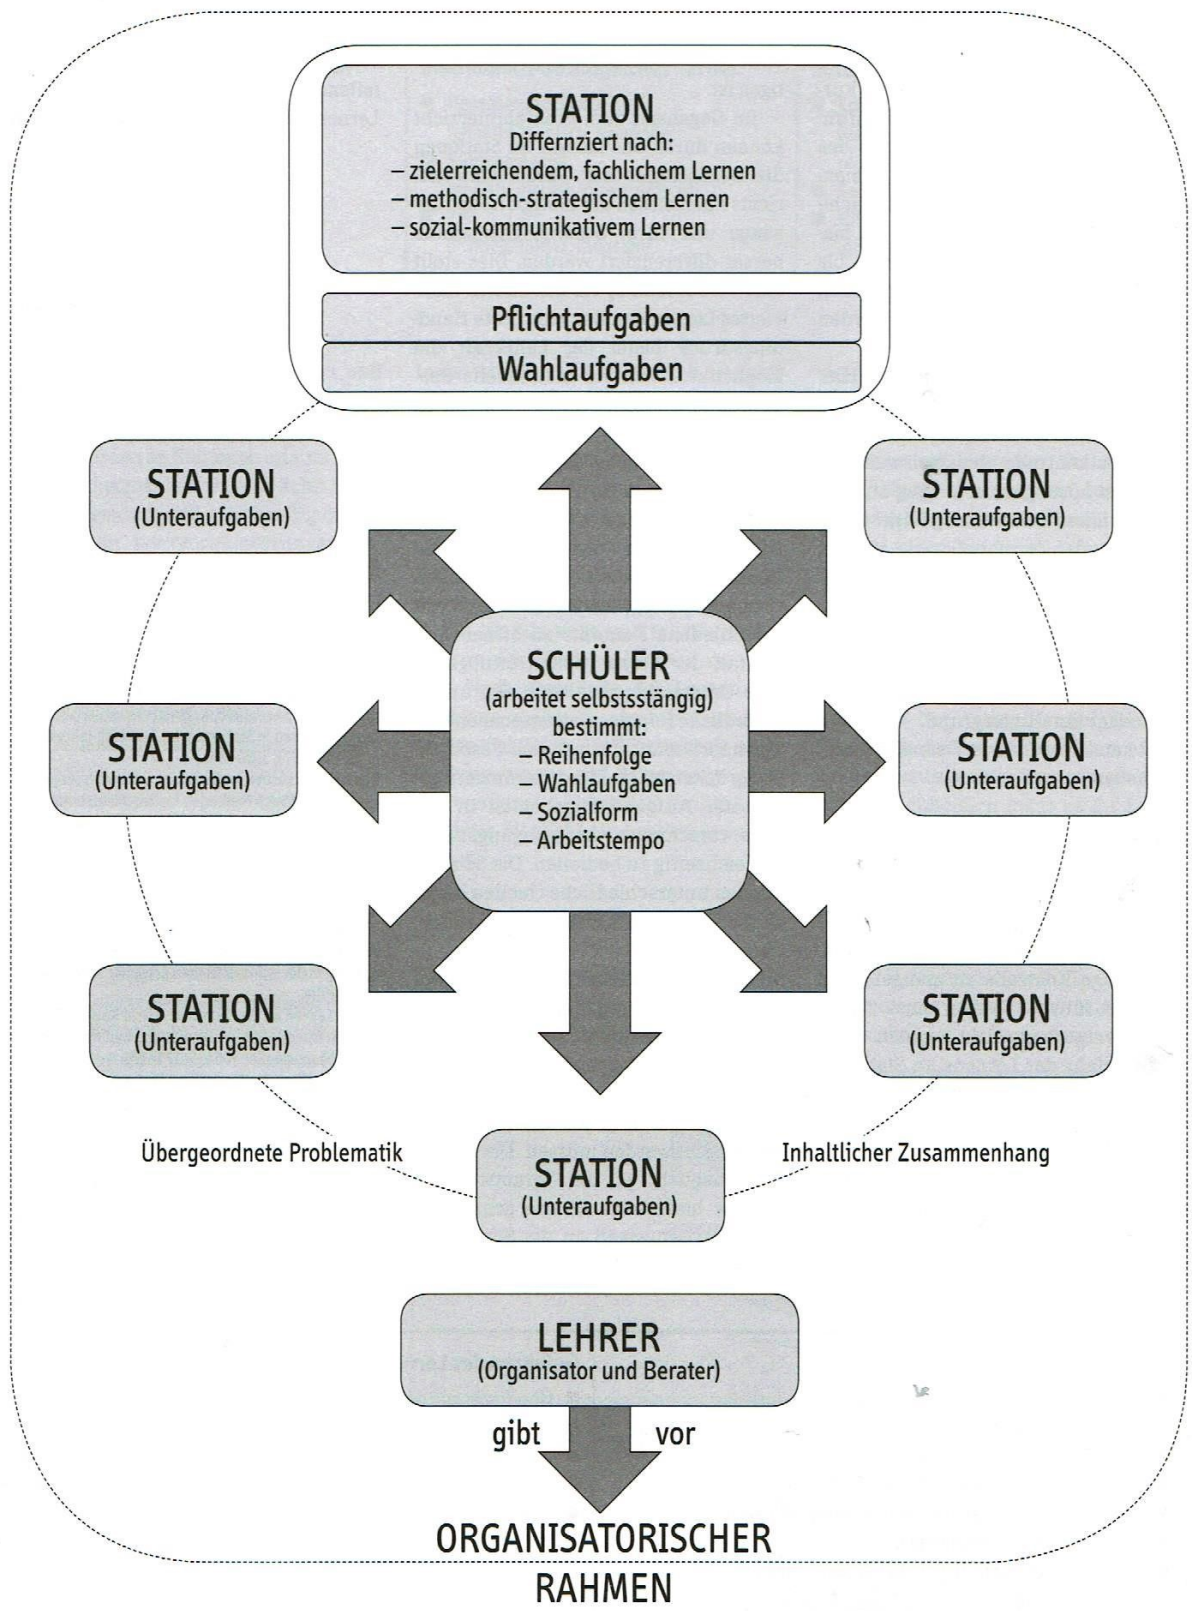 STATION
Differnziert nach:
– zielerreichendem, fachlichem Lernen
– methodisch-strategischem Lernen
– sozial-kommunikativem Lernen
Pflichtaufgaben
Wahlaufgaben
STATION
(Unteraufgaben)
STATION
(Unteraufgaben)
SCHÜLER
(arbeitet selbstsstängig)
bestimmt:
– Reihenfolge
– Wahlaufgaben
– Sozialform
– Arbeitstempo
STATION
(Unteraufgaben)
STATION
(Unteraufgaben)
STATION
(Unteraufgaben)
STATION
(Unteraufgaben)
Übergeordnete Problematik
Inhaltlicher Zusammenhang
STATION
(Unteraufgaben)
LEHRER
(Organisator und Berater)
gibt vor
ORGANISATORISCHER
RAHMEN